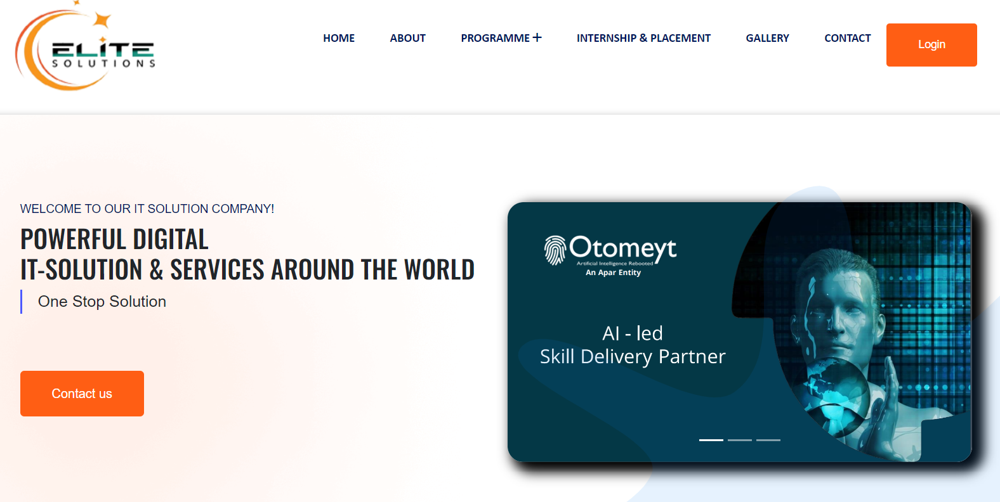 ELITE
SOLUTIONS
HOME
ABOUT
PROGRAMME +
INTERNSHIP & PLACEMENT
GALLERY
CONTACT
Login
WELCOME TO OUR IT SOLUTION COMPANY!
POWERFUL DIGITAL
IT-SOLUTION & SERVICES AROUND THE WORLD
One Stop Solution
Contact us
Otomeyt
Artificial Intelligence Rebooted
An Apar Entity
AI - led
Skill Delivery Partner